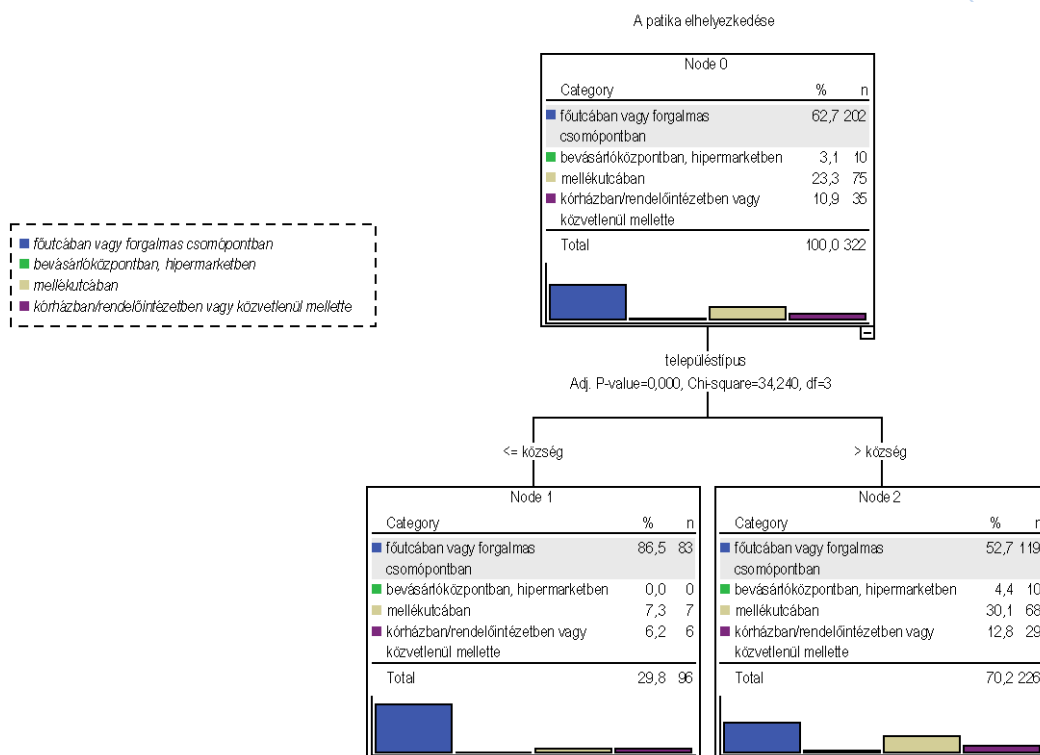 A patika elhelyezkedése
Node 0
Category % n
főutcában vagy forgalmas 62,7 202
csomópontban
bevásárlóközpontban, hipermarketben 3,1 10
mellékutcában 23,3 75
kórházban/rendelőintézetben vagy 10,9 35
közvetlenül mellette
Total 100,0 322
főutcában vagy forgalmas csomópontban
bevásárlóközpontban, hipermarketben
mellékutcában
kórházban/rendelőintézetben vagy közvetlenül mellette
településtípus
Adj. P-value=0,000, Chi-square=34,240, df=3
<= község
> község
Node 1
Category % n
főutcában vagy forgalmas 86,5 83
csomópontban
bevásárlóközpontban, hipermarketben 0,0 0
mellékutcában 7,3 7
kórházban/rendelőintézetben vagy 6,2 6
közvetlenül mellette
Total 29,8 96
Node 2
Category % n
főutcában vagy forgalmas 52,7 119
csomópontban
bevásárlóközpontban, hipermarketben 4,4 10
mellékutcában 30,1 68
kórházban/rendelőintézetben vagy 12,8 29
közvetlenül mellette
Total 70,2 226